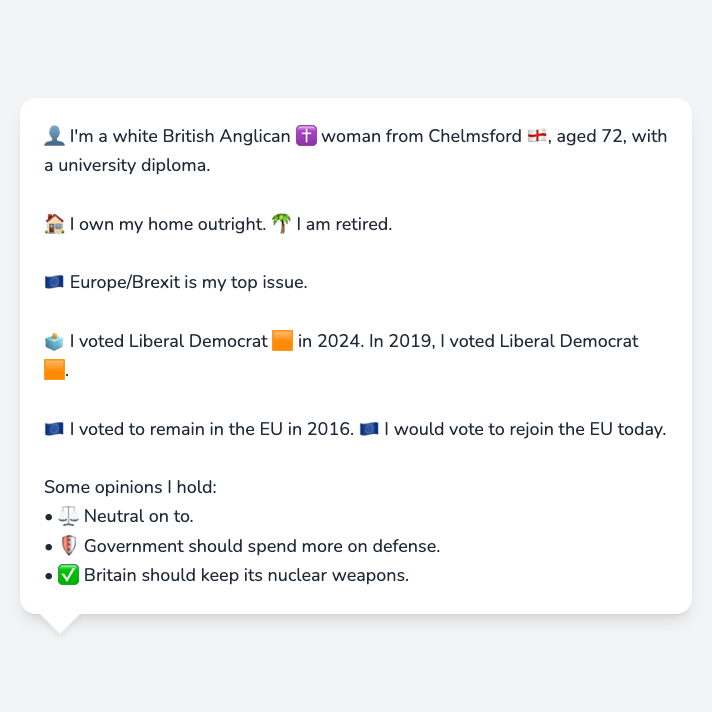 👤 I'm a white British Anglican ✝️ woman from Chelmsford 🏴󠁧󠁢󠁥󠁮󠁧󠁿, aged 72, with
a university diploma.
🏠 I own my home outright. 🌴 I am retired.
🇪🇺 Europe/Brexit is my top issue.
🗳️ I voted Liberal Democrat 🟧 in 2024. In 2019, I voted Liberal Democrat
🟧.
🇪🇺 I voted to remain in the EU in 2016. 🇪🇺 I would vote to rejoin the EU today.
Some opinions I hold:
• ⚖️ Neutral on to.
• 🛡️ Government should spend more on defense.
• ✅ Britain should keep its nuclear weapons.